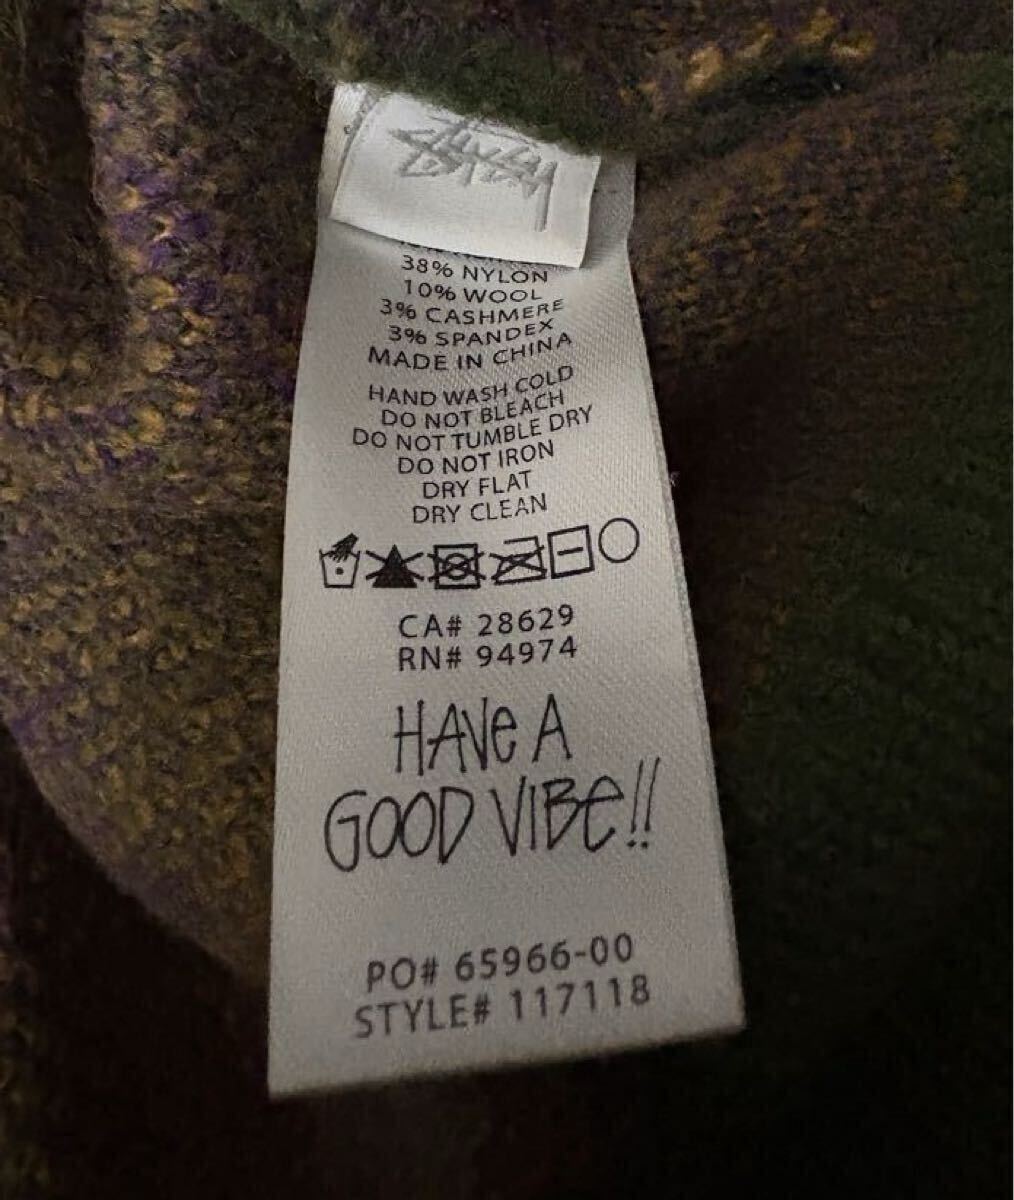 Stüssy
38% NYLON
10% WOOL
3% CASHMERE
3% SPANDEX
MADE IN CHINA
HAND WASH COLD
DO NOT BLEACH
DO NOT TUMBLE DRY
DO NOT IRON
DRY FLAT
DRY CLEAN
CA# 28629
RN# 94974
HAVe A
GOOD VIBe!!
PO# 65966-00
STYLE# 117118